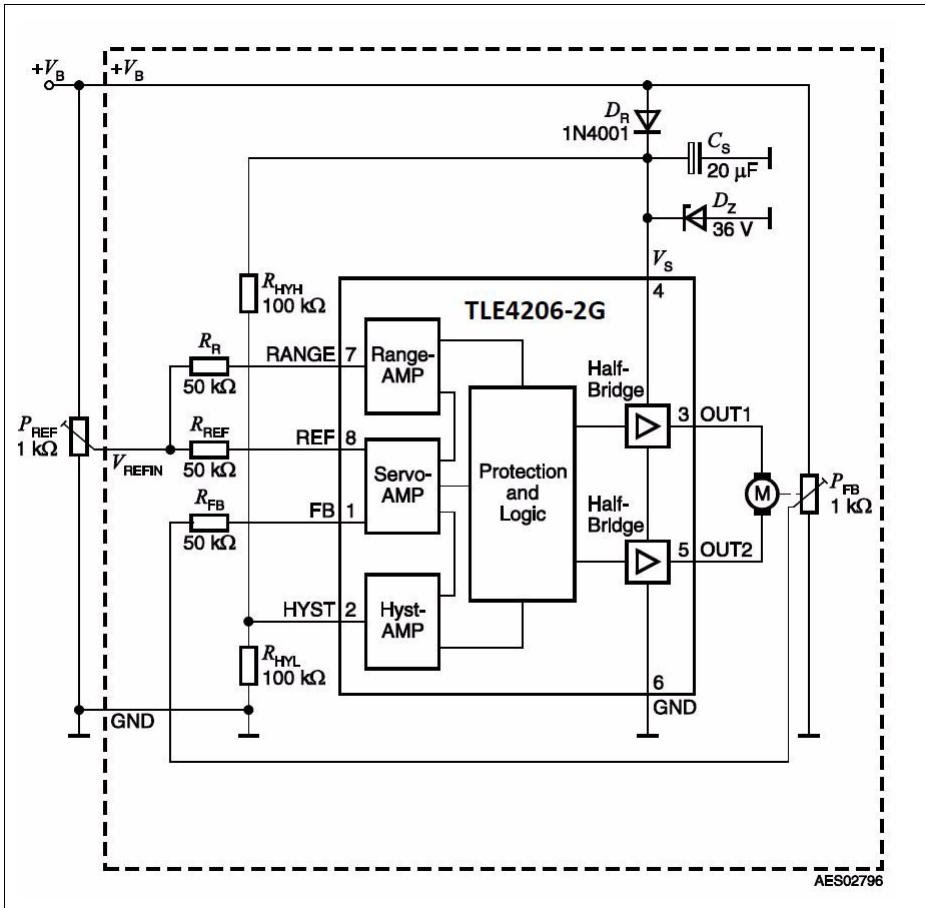 +VB
+VB
DR
1N4001
CS
20 µF
DZ
36 V
VS
4
RHYH
100 kΩ
TLE4206-2G
RR
50 kΩ
RANGE 7
Range-
AMP
Half-
Bridge
3 OUT1
PREF
1 kΩ
VREFIN
RREF
50 kΩ
REF 8
Servo-
AMP
Protection
and
Logic
M
PFB
1 kΩ
RFB
50 kΩ
FB 1
Half-
Bridge
5 OUT2
HYST 2
Hyst-
AMP
RHYL
100 kΩ
6
GND
GND
AES02796